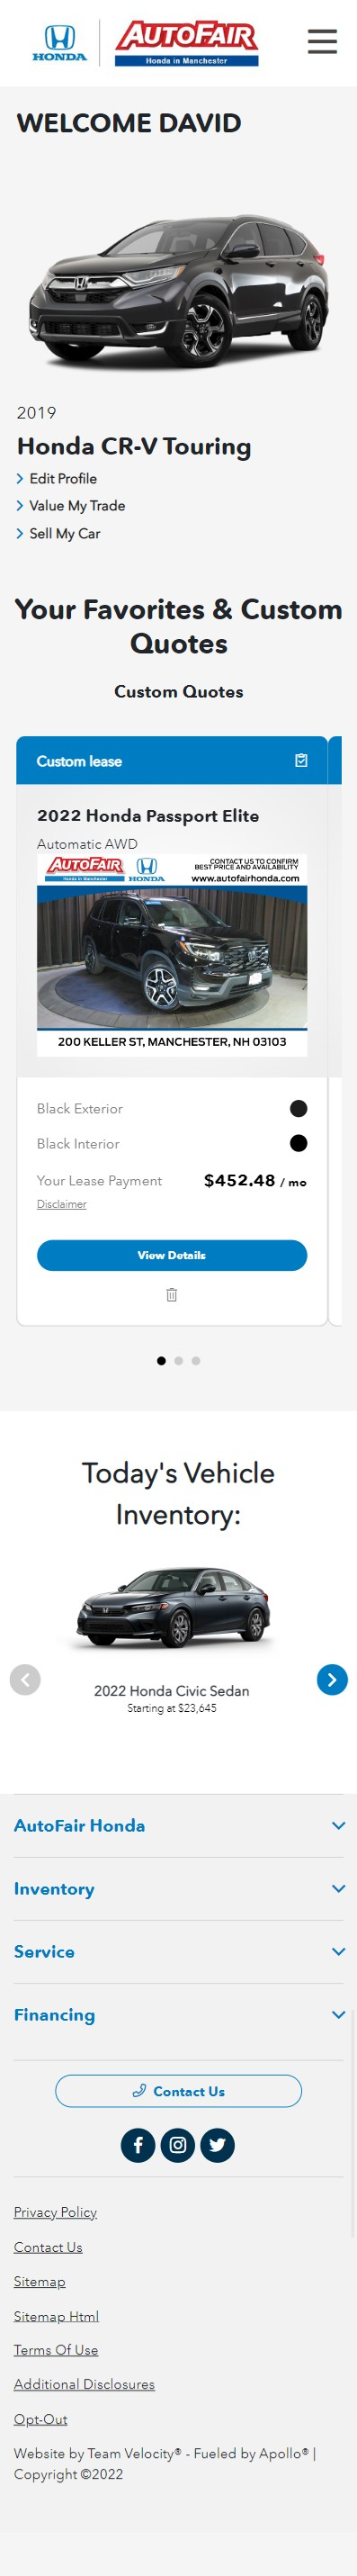 HONDA
AUTOFAIR
Honda in Manchester
WELCOME DAVID
2019
Honda CR-V Touring
Edit Profile
Value My Trade
Sell My Car
Your Favorites & Custom
Quotes
Custom Quotes
Custom lease
2022 Honda Passport Elite
Automatic AWD
AUTOFAIR
Honda in Manchester
HONDA
CONTACT US TO CONFIRM
BEST PRICE AND AVAILABILITY
www.autofairhonda.com
200 KELLER ST, MANCHESTER, NH 03103
Black Exterior
Black Interior
Your Lease Payment $452.48 / mo
Disclaimer
View Details
Today's Vehicle
Inventory:
2022 Honda Civic Sedan
Starting at $23,645
AutoFair Honda
Inventory
Service
Financing
Contact Us
Privacy Policy
Contact Us
Sitemap
Sitemap Html
Terms Of Use
Additional Disclosures
Opt-Out
Website by Team Velocity® - Fueled by Apollo® |
Copyright ©2022